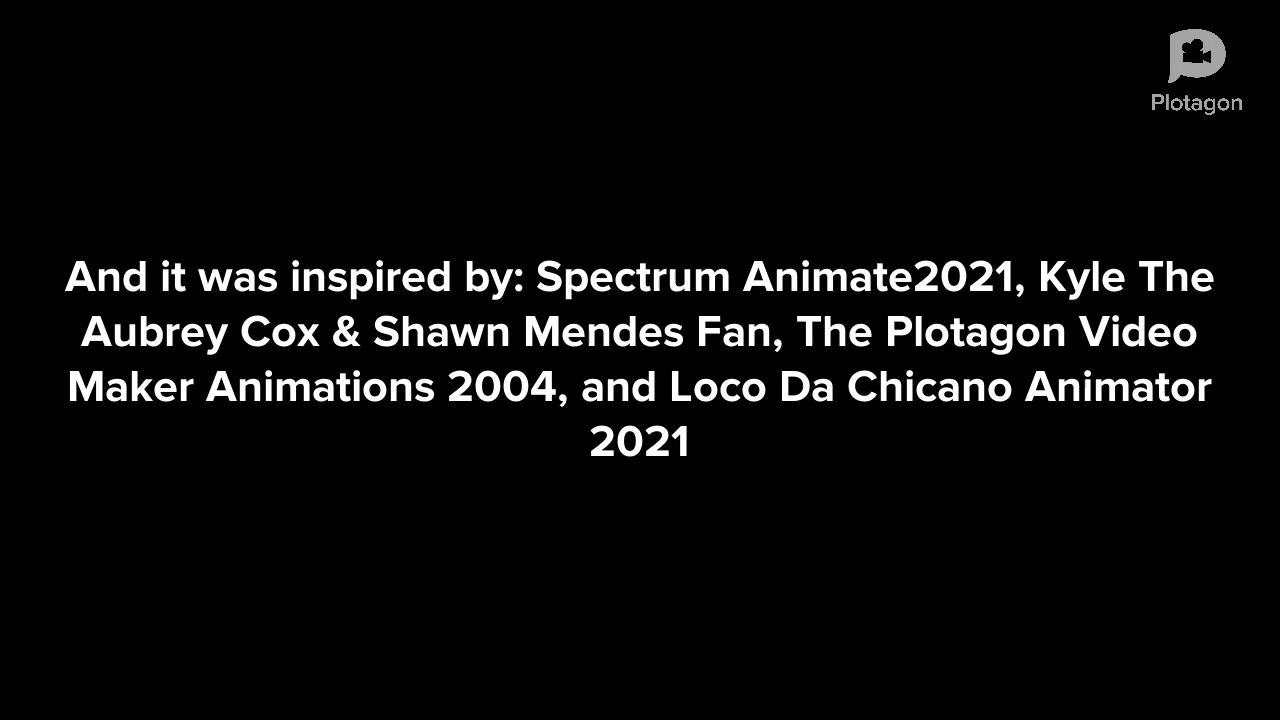 Plotagon
And it was inspired by: Spectrum Animate2021, Kyle The
Aubrey Cox & Shawn Mendes Fan, The Plotagon Video
Maker Animations 2004, and Loco Da Chicano Animator
2021